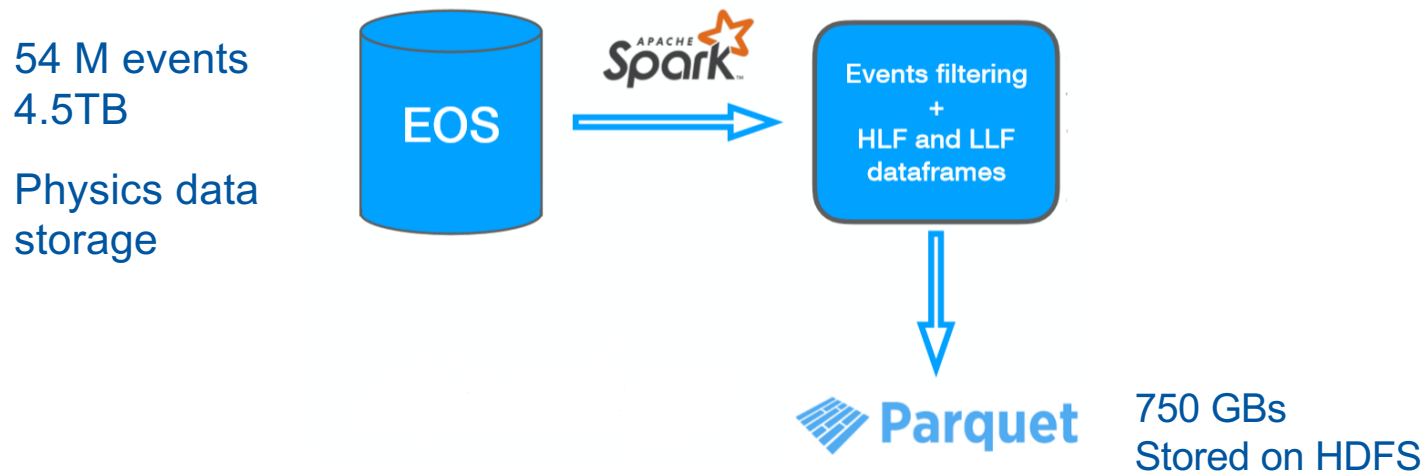 54 M events
4.5TB
Physics data
storage
EOS
APACHE
Spark™
Events filtering
+
HLF and LLF
dataframes
Parquet
750 GBs
Stored on HDFS